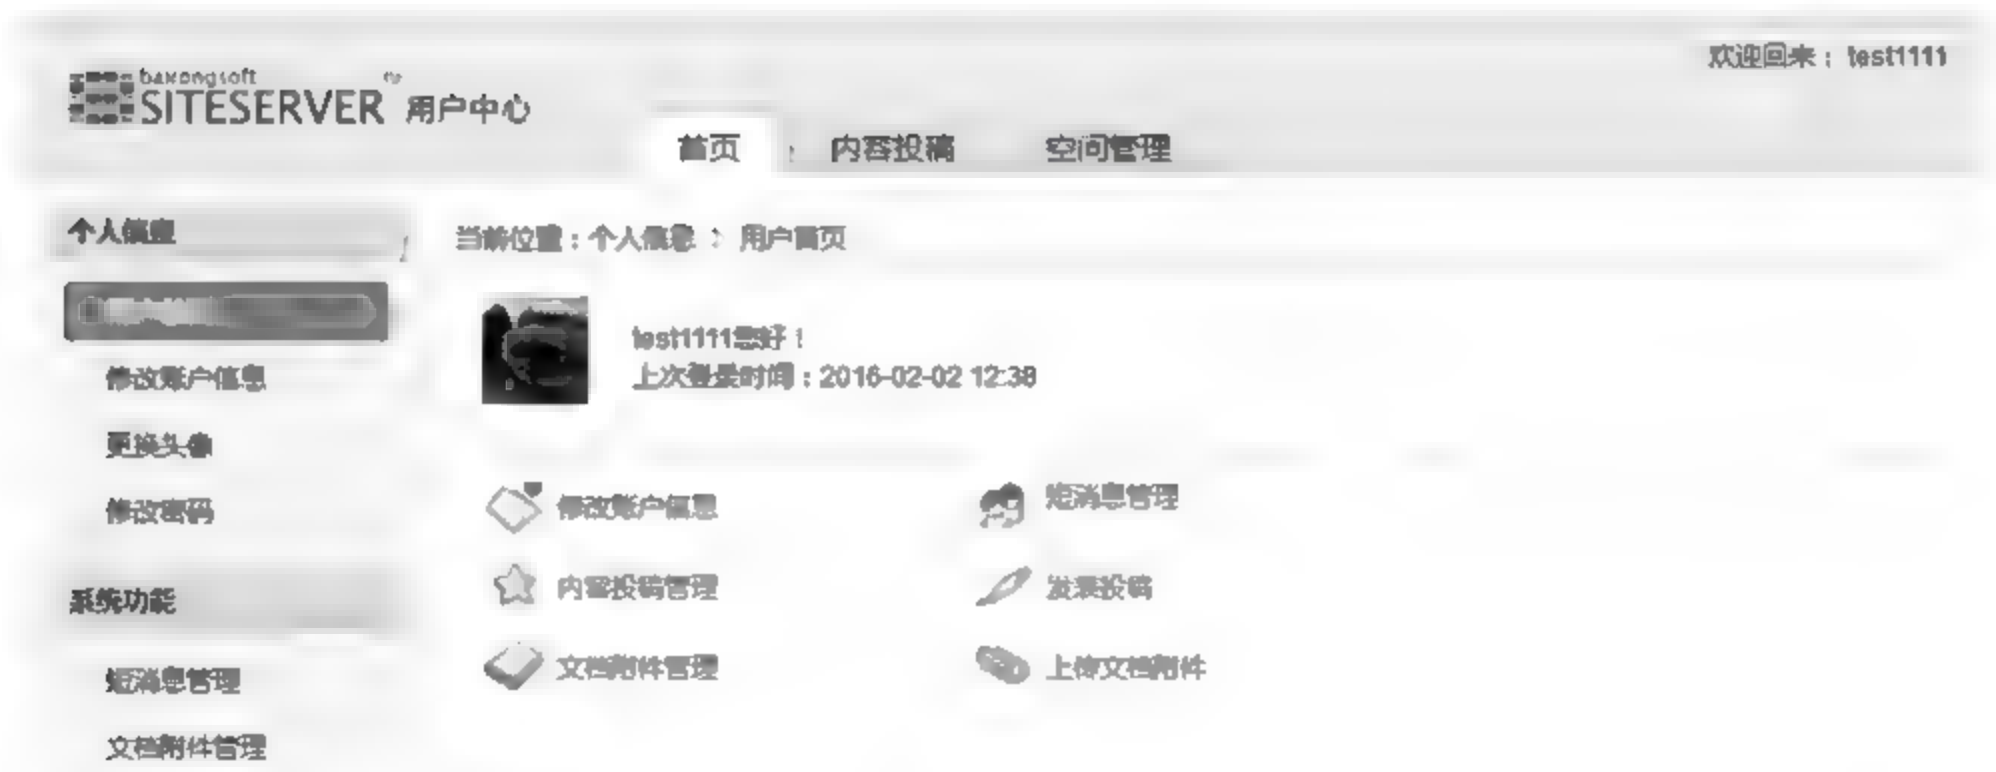 欢迎回来：test1111
SITESERVER 用户中心
首页 内容投稿 空间管理
个人信息
当前位置：个人信息 > 用户首页
test1111您好！
上次登录时间：2016-02-02 12:38
修改账户信息
更换头像
修改密码
修改账户信息 短消息管理
内容投稿管理 发表投稿
文档附件管理 上传文档附件
系统功能
短消息管理
文档附件管理